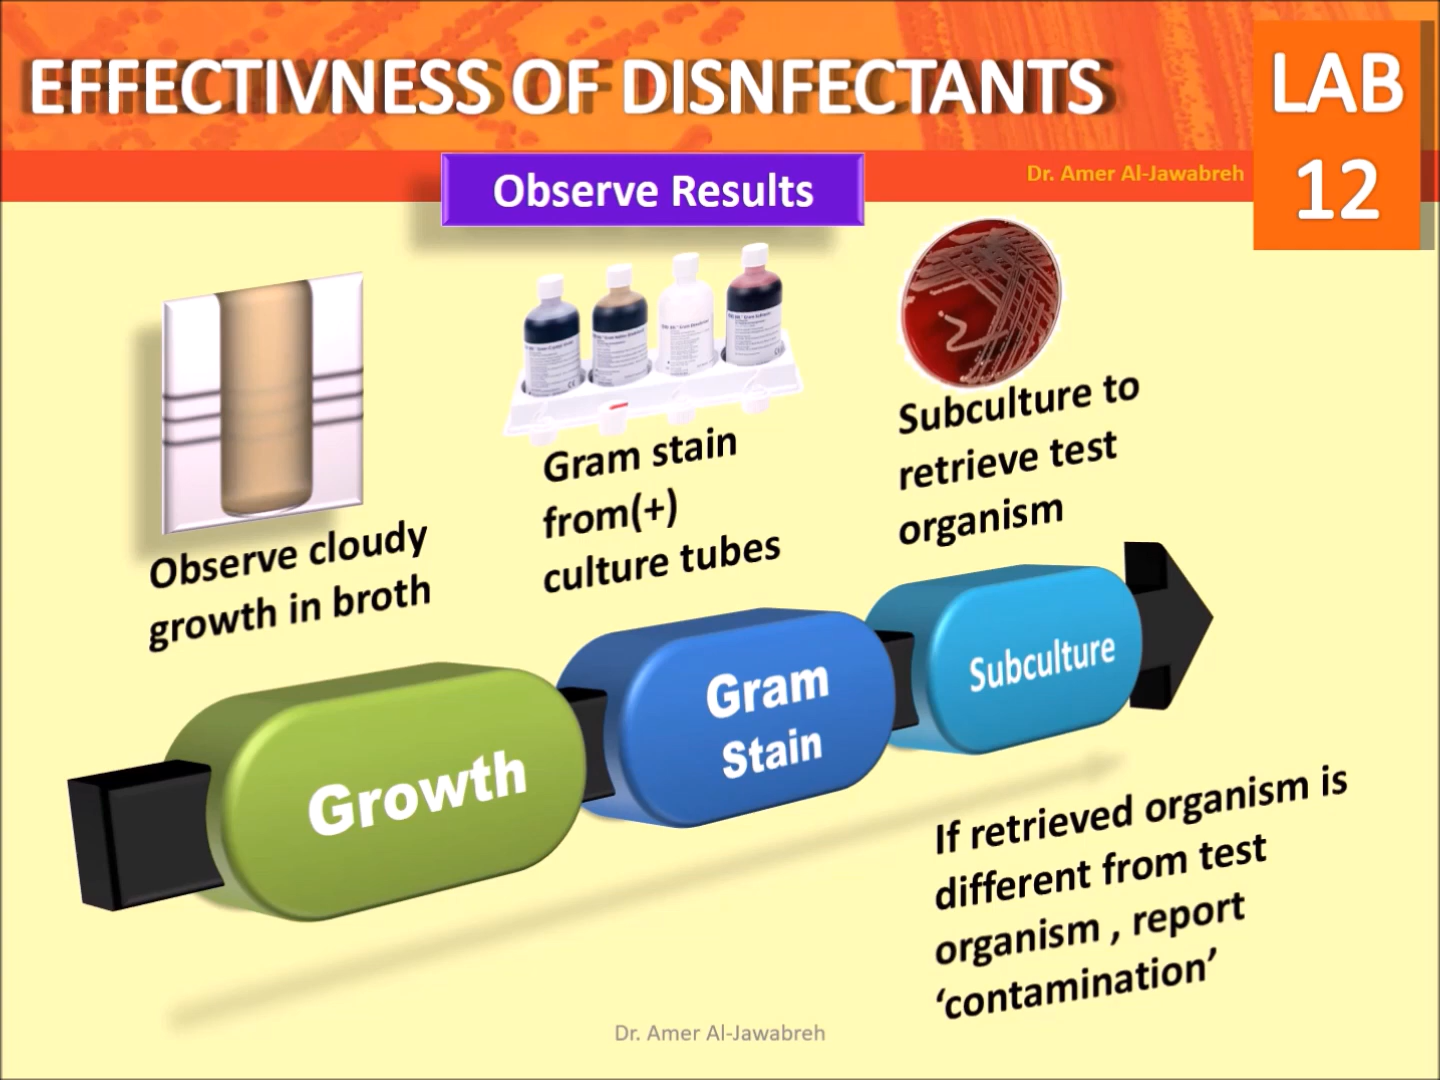 EFFECTIVNESS OF DISNFECTANTS
LAB
12
Dr. Amer Al-Jawabreh
Observe Results
Observe cloudy
growth in broth
Gram stain
from(+)
culture tubes
Subculture to
retrieve test
organism
Growth
Gram
Stain
Subculture
If retrieved organism is
different from test
organism , report
‘contamination’
Dr. Amer Al-Jawabreh